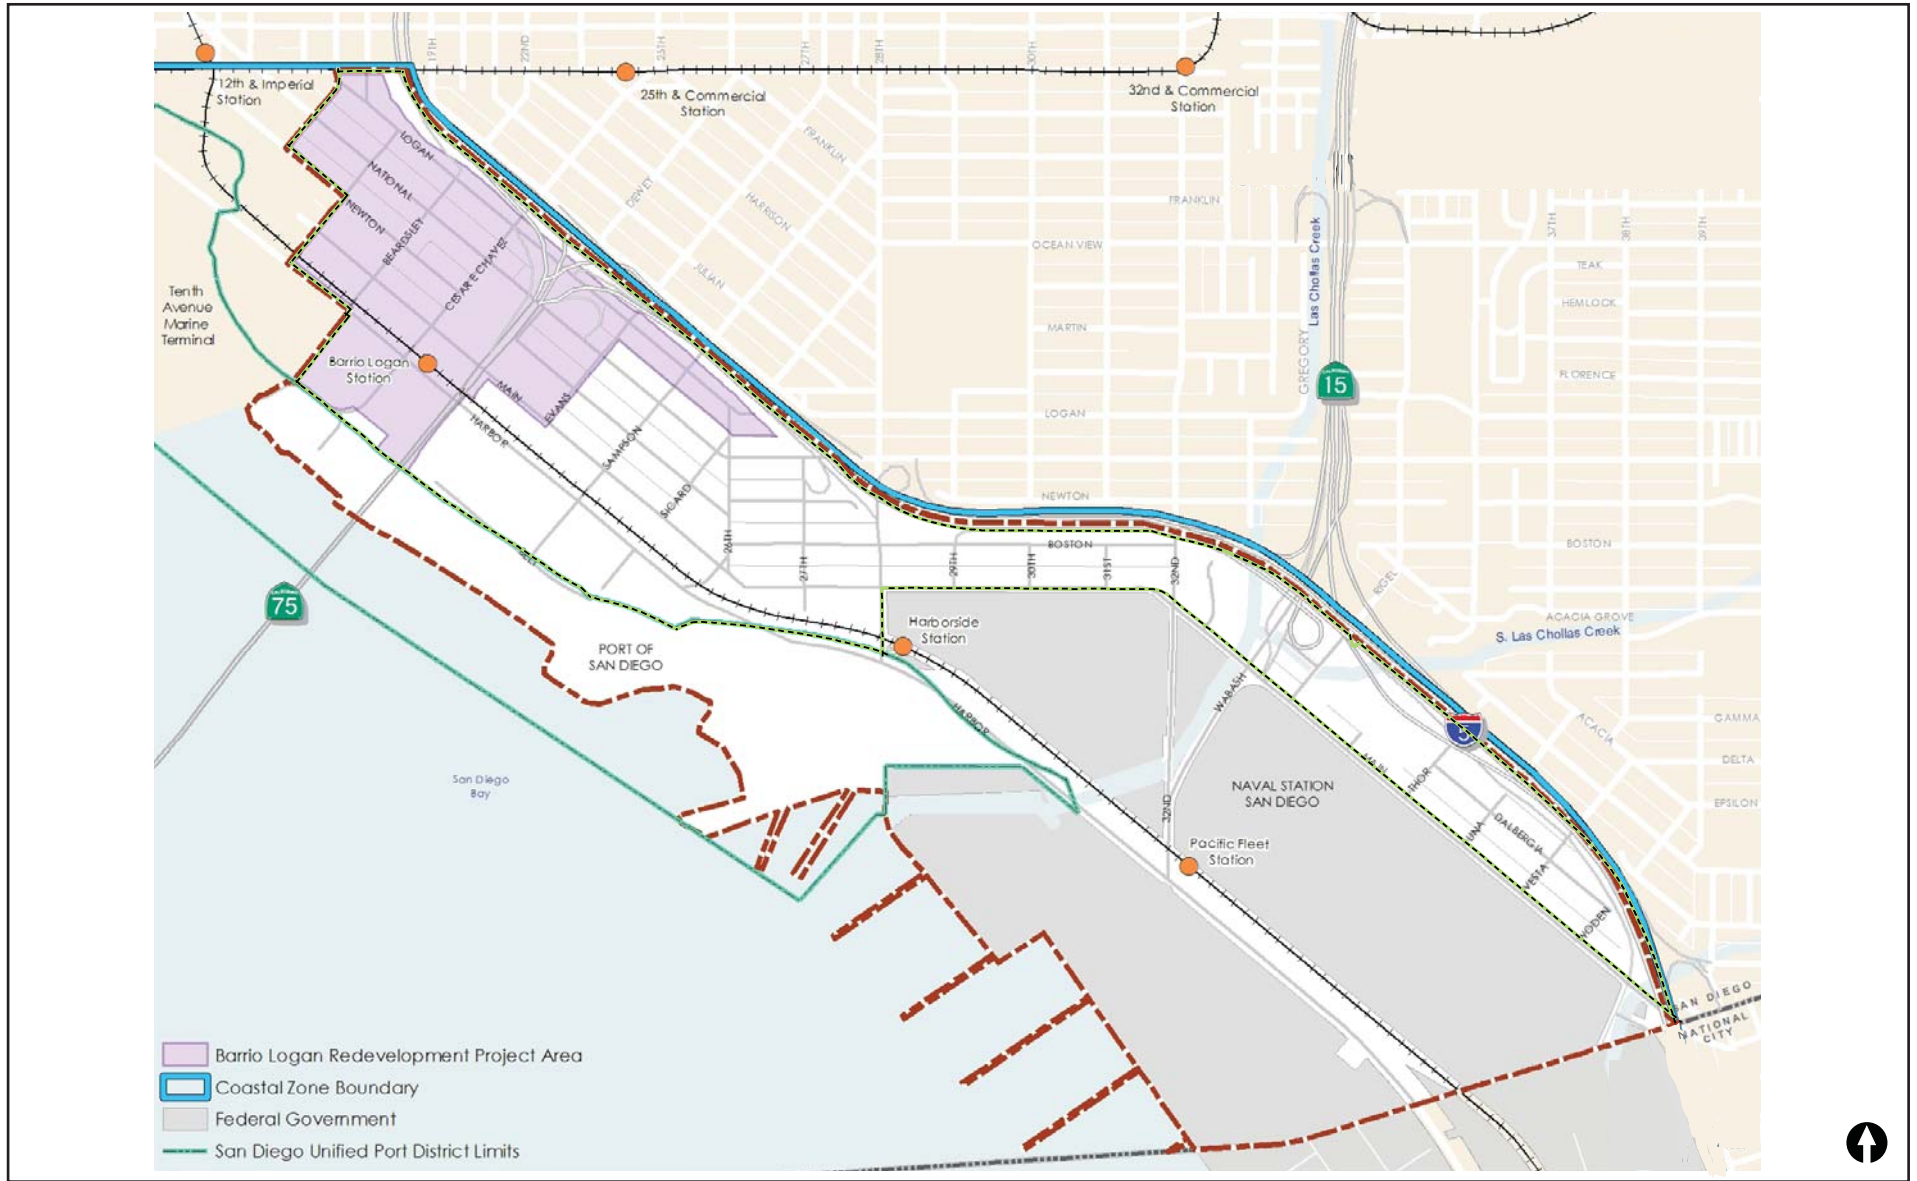 19TH
22ND
25TH
27TH
28TH
30TH
12th & Imperial
Station
25th & Commercial
Station
32nd & Commercial
Station
LOGAN
FRANKLIN
NATIONAL
DEWEY
HARRISON
FRANKLIN
NEWTON
BEARDSLEY
CESAR E CHAVEZ
JULIAN
OCEAN VIEW
Las Chollas Creek
37TH
38TH
39TH
TEAK
HEMLOCK
Tenth
Avenue
Marine
Terminal
MARTIN
GREGORY
FLORENCE
Barrio Logan
Station
CALIFORNIA
15
MAIN
EVANS
HARBOR
SAMPSON
LOGAN
SICARD
NEWTON
26TH
27TH
BOSTON
29TH
30TH
31ST
32ND
BOSTON
RIGEL
CALIFORNIA
75
ACACIA GROVE
S. Las Chollas Creek
Harborside
Station
PORT OF
SAN DIEGO
HARBOR
WABASH
ACACIA
GAMMA
5
DELTA
MAIN
THOR
San Diego
Bay
NAVAL STATION
SAN DIEGO
EPSILON
32ND
UNA
DALBERGIA
VESTA
Pacific Fleet
Station
WODEN
SAN DIEGO
NATIONAL
CITY
Barrio Logan Redevelopment Project Area
Coastal Zone Boundary
Federal Government
San Diego Unified Port District Limits